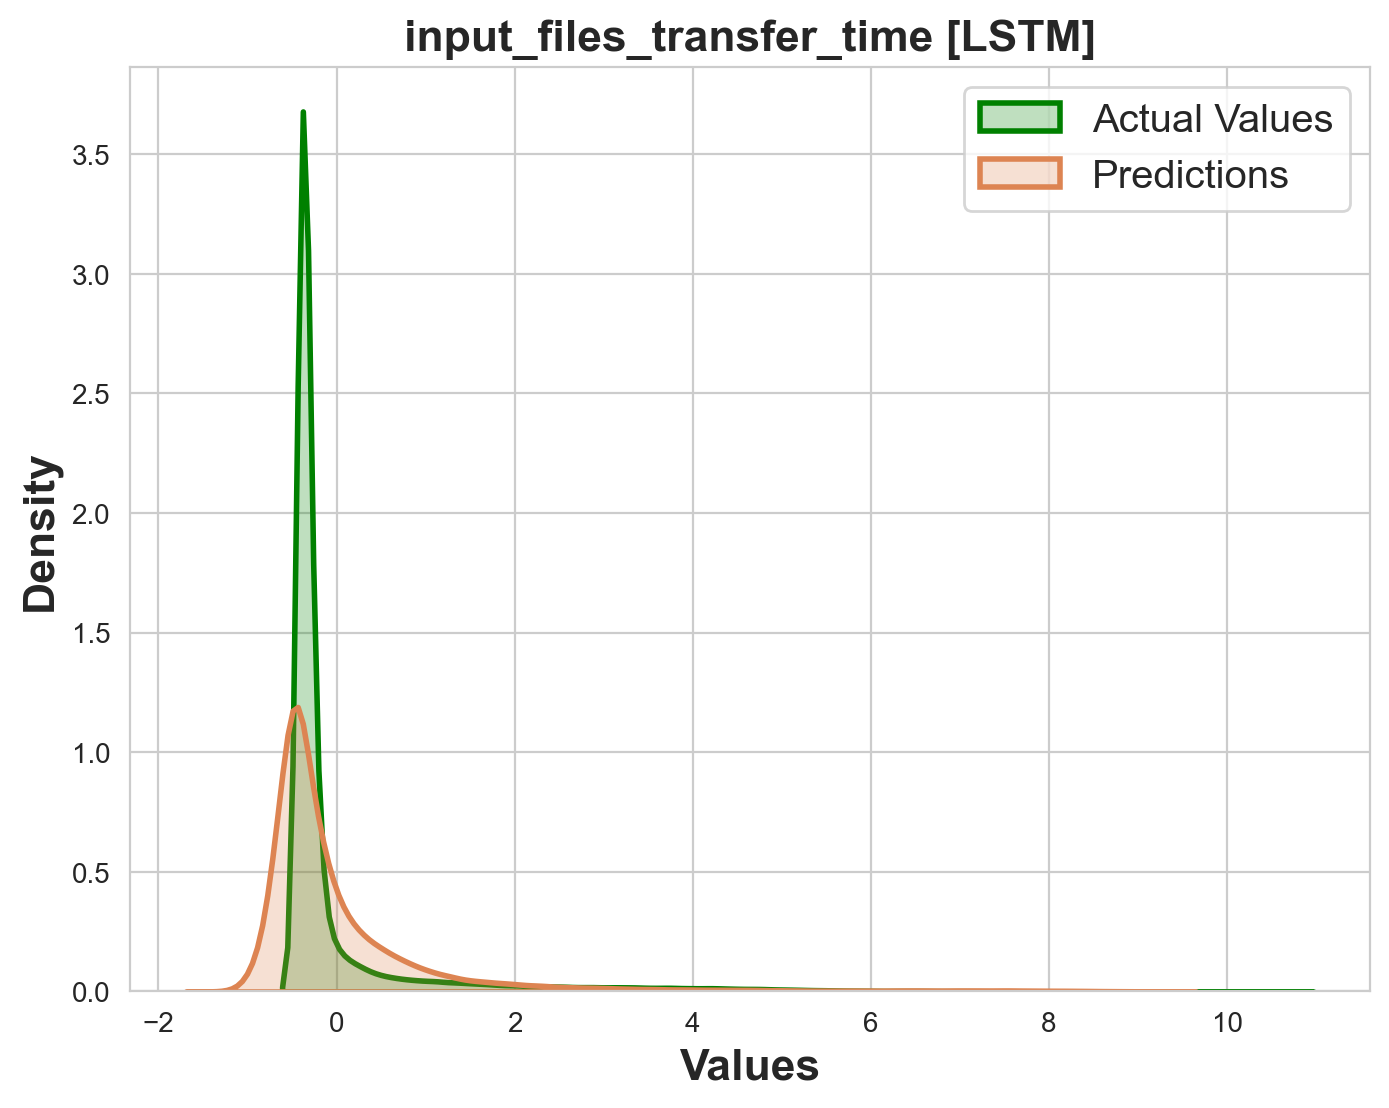 input_files_transfer_time [LSTM]
Actual Values
Predictions
Density
3.5
3.0
2.5
2.0
1.5
1.0
0.5
0.0
−2 0 2 4 6 8 10
Values